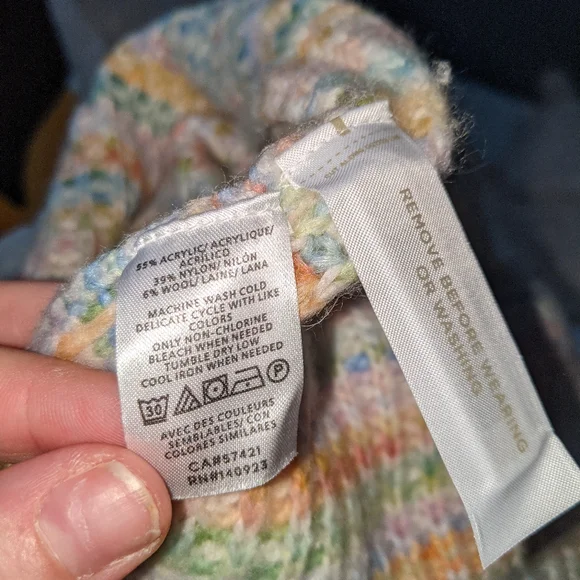 55% ACRYLIC/ ACRYLIQUE/
ACRÍLICO
39% NYLON/ NILÓN
6% WOOL/ LAINE/ LANA
MACHINE WASH COLD
DELICATE CYCLE WITH LIKE
COLORS
ONLY NON-CHLORINE
BLEACH WHEN NEEDED
TUMBLE DRY LOW
COOL IRON WHEN NEEDED
30
P
AVEC DES COULEURS
SEMBLABLES/ CON
COLORES SIMILARES
CA#57421
RN#140923
REMOVE BEFORE WEARING
OR WASHING